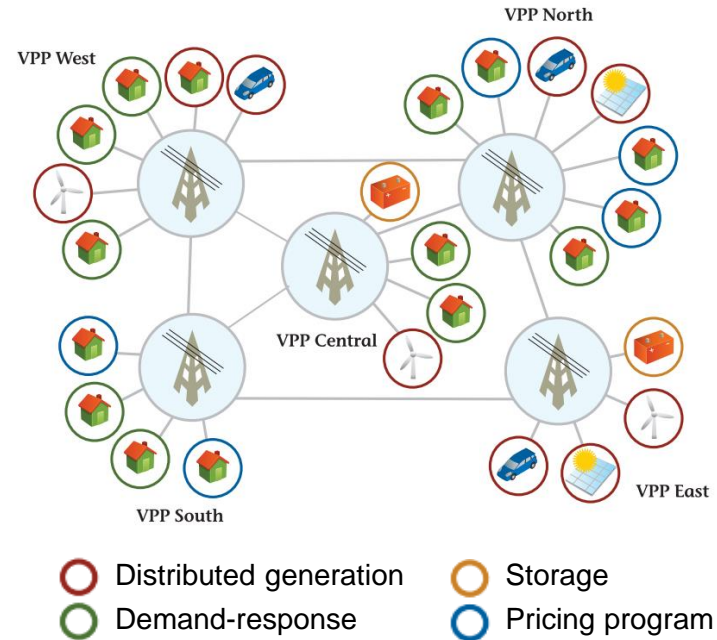 VPP North
VPP West
VPP Central
VPP East
VPP South
Distributed generation
Storage
Demand-response
Pricing program